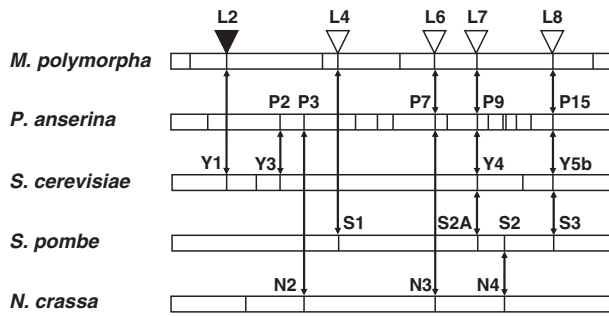 L2 L4 L6 L7 L8
M. polymorpha
P2 P3 P7 P9 P15
P. anserina
Y1 Y3 Y4 Y5b
S. cerevisiae
S1 S2A S2 S3
S. pombe
N2 N3 N4
N. crassa